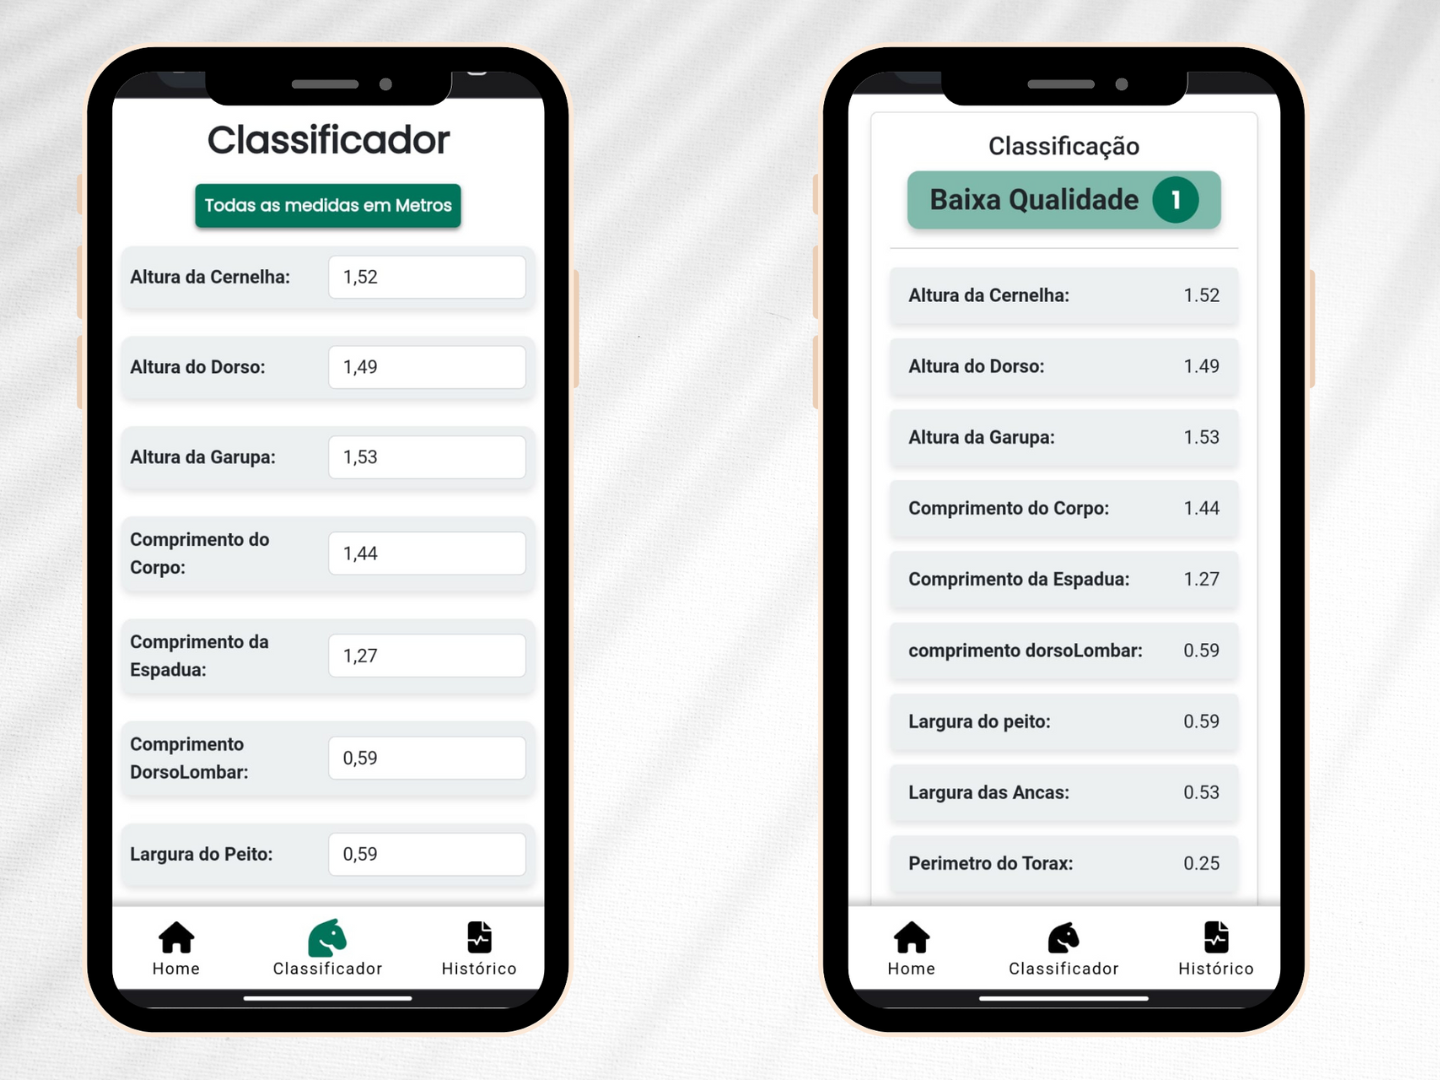 Classificador
Todas as medidas em Metros
Altura da Cernelha: 1,52
Altura do Dorso: 1,49
Altura da Garupa: 1,53
Comprimento do
Corpo: 1,44
Comprimento da
Espadua: 1,27
Comprimento
DorsoLombar: 0,59
Largura do Peito: 0,59
Home Classificador Histórico
Classificação
Baixa Qualidade 1
Altura da Cernelha: 1.52
Altura do Dorso: 1.49
Altura da Garupa: 1.53
Comprimento do Corpo: 1.44
Comprimento da Espadua: 1.27
comprimento dorsoLombar: 0.59
Largura do peito: 0.59
Largura das Ancas: 0.53
Perimetro do Torax: 0.25
Home Classificador Histórico